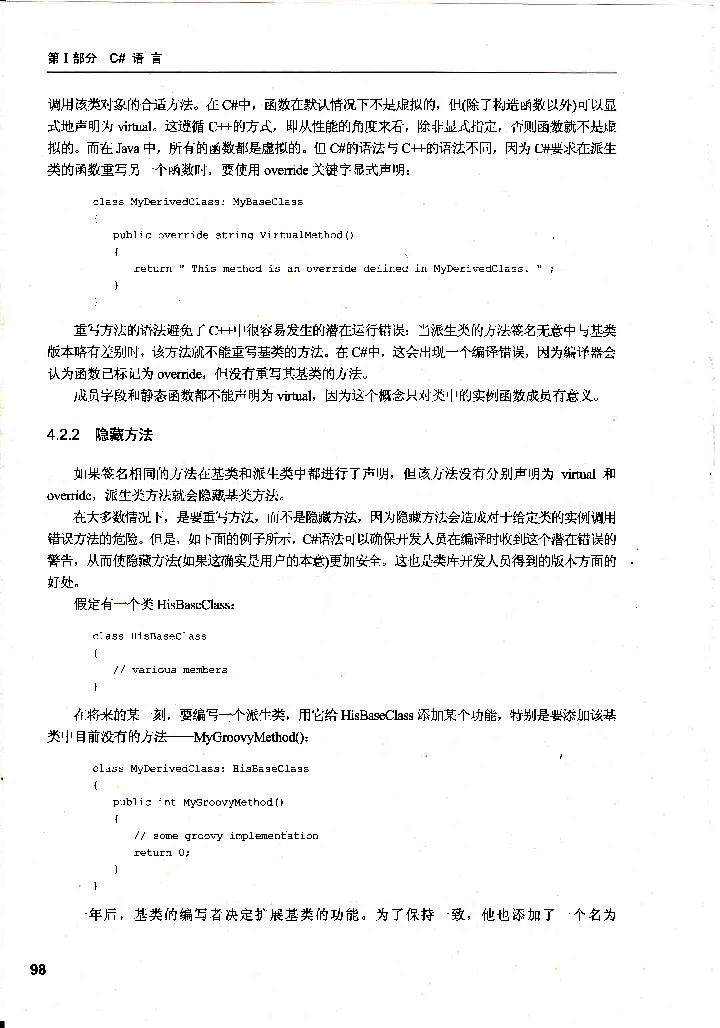 第 I 部分 C# 语 言
调用该类对象的合适方法。在 C#中，函数在默认情况下不是虚拟的，但(除了构造函数以外)可以显
式地声明为 virtual。这遵循 C++的方式，即从性能的角度来看，除非显式指定，否则函数就不是虚
拟的。而在 Java 中，所有的函数都是虚拟的。但 C#的语法与 C++的语法不同，因为 C#要求在派生
类的函数重写另一个函数时，要使用 override 关键字显式声明：
class MyDerivedClass: MyBaseClass
{
public override string VirtualMethod()
{
return " This method is an override defined in MyDerivedClass. " ;
}
}
重写方法的语法避免了 C++中很容易发生的潜在运行错误：当派生类的方法签名无意中与基类
版本略有差别时，该方法就不能重写基类的方法。在 C#中，这会出现一个编译错误，因为编译器会
认为函数已标记为 override，但没有重写其基类的方法。
成员字段和静态函数都不能声明为 virtual，因为这个概念只对类中的实例函数成员有意义。
4.2.2 隐藏方法
如果签名相同的方法在基类和派生类中都进行了声明，但该方法没有分别声明为 virtual 和
override，派生类方法就会隐藏基类方法。
在大多数情况下，是要重写方法，而不是隐藏方法，因为隐藏方法会造成对于给定类的实例调用
错误方法的危险。但是，如下面的例子所示，C#语法可以确保开发人员在编译时收到这个潜在错误的
警告，从而使隐藏方法(如果这确实是用户的本意)更加安全。这也是类库开发人员得到的版本方面的
好处。
假定有一个类 HisBaseClass：
class HisBaseClass
{
// various members
}
在将来的某一刻，要编写一个派生类，用它给 HisBaseClass 添加某个功能，特别是要添加该基
类中目前没有的方法——MyGroovyMethod()：
class MyDerivedClass: HisBaseClass
{
public int MyGroovyMethod()
{
// some groovy implementation
return 0;
}
}
一年后，基类的编写者决定扩展基类的功能。为了保持一致，他也添加了一个名为
98